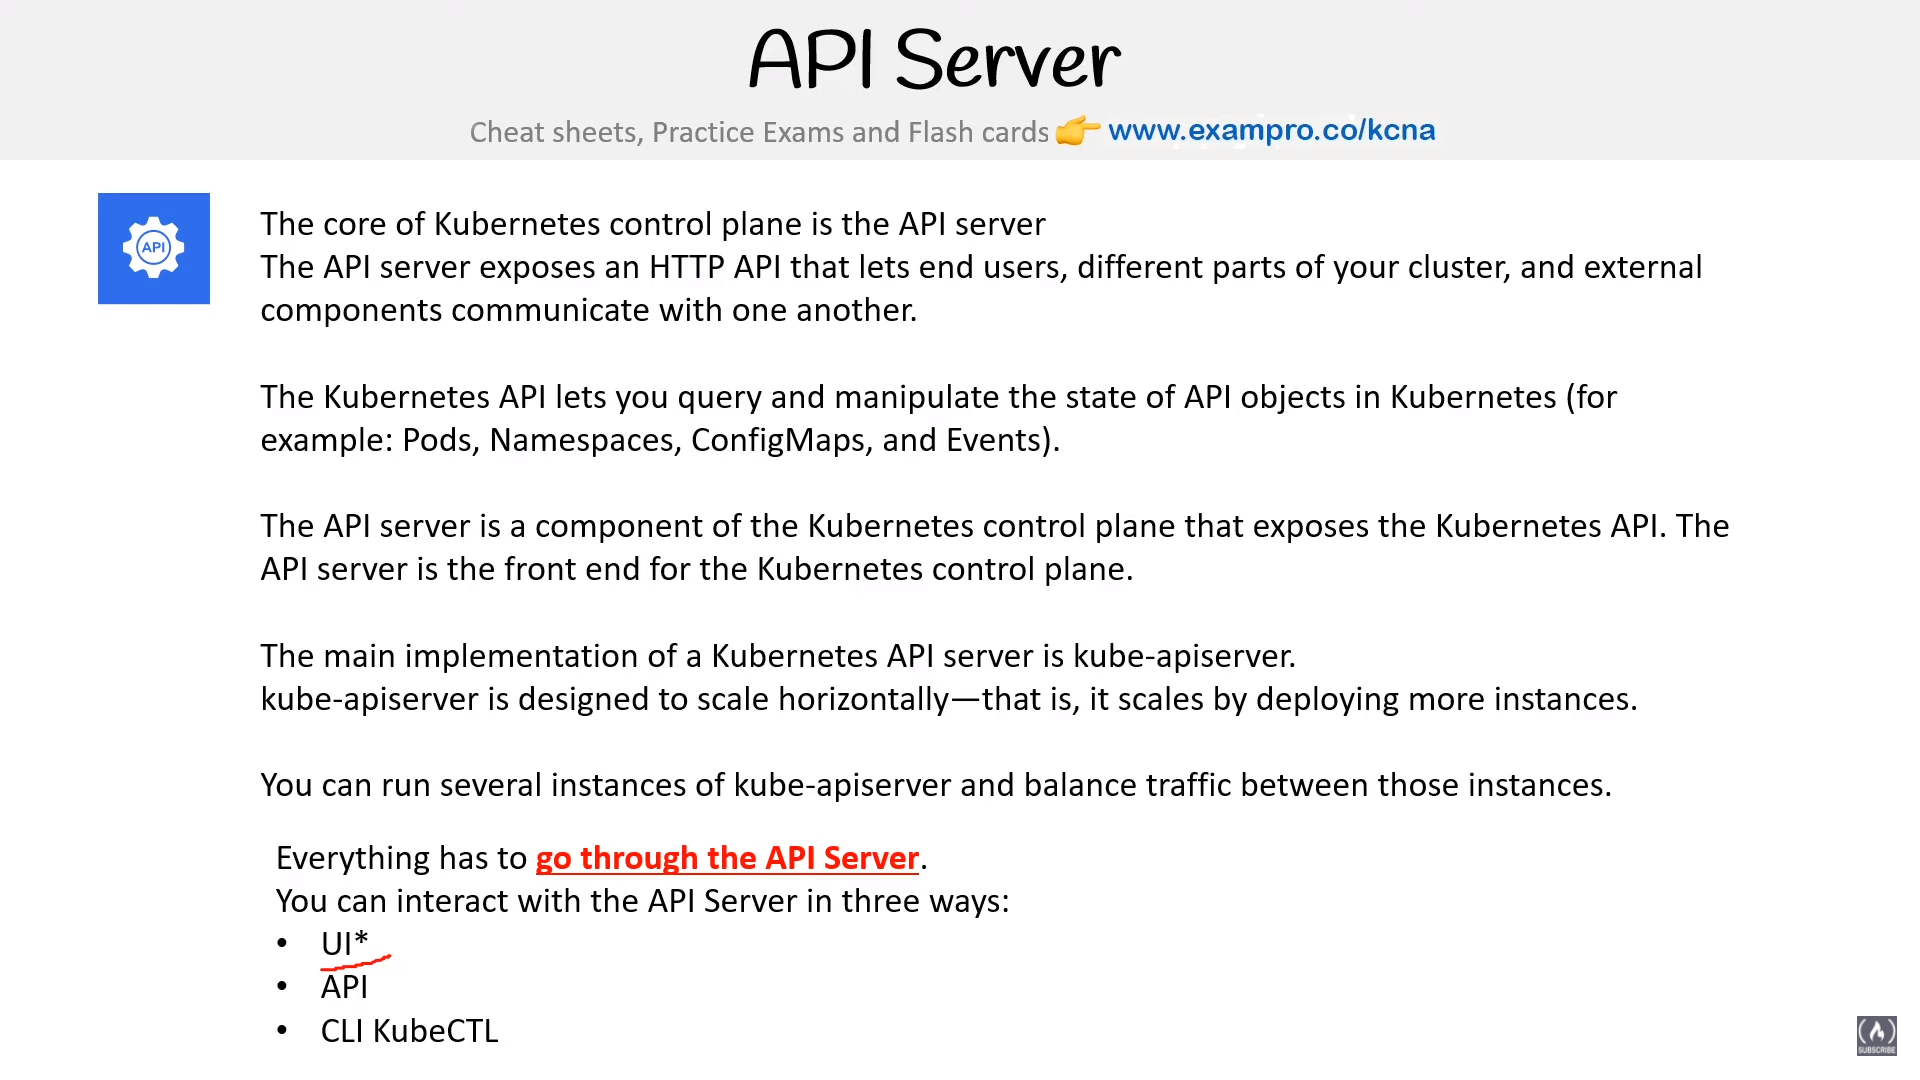 API Server
Cheat sheets, Practice Exams and Flash cards 👉 www.exampro.co/kcna
API
The core of Kubernetes control plane is the API server
The API server exposes an HTTP API that lets end users, different parts of your cluster, and external
components communicate with one another.
The Kubernetes API lets you query and manipulate the state of API objects in Kubernetes (for
example: Pods, Namespaces, ConfigMaps, and Events).
The API server is a component of the Kubernetes control plane that exposes the Kubernetes API. The
API server is the front end for the Kubernetes control plane.
The main implementation of a Kubernetes API server is kube-apiserver.
kube-apiserver is designed to scale horizontally—that is, it scales by deploying more instances.
You can run several instances of kube-apiserver and balance traffic between those instances.
Everything has to go through the API Server.
You can interact with the API Server in three ways:
• UI*
• API
• CLI KubeCTL
SUBSCRIBE